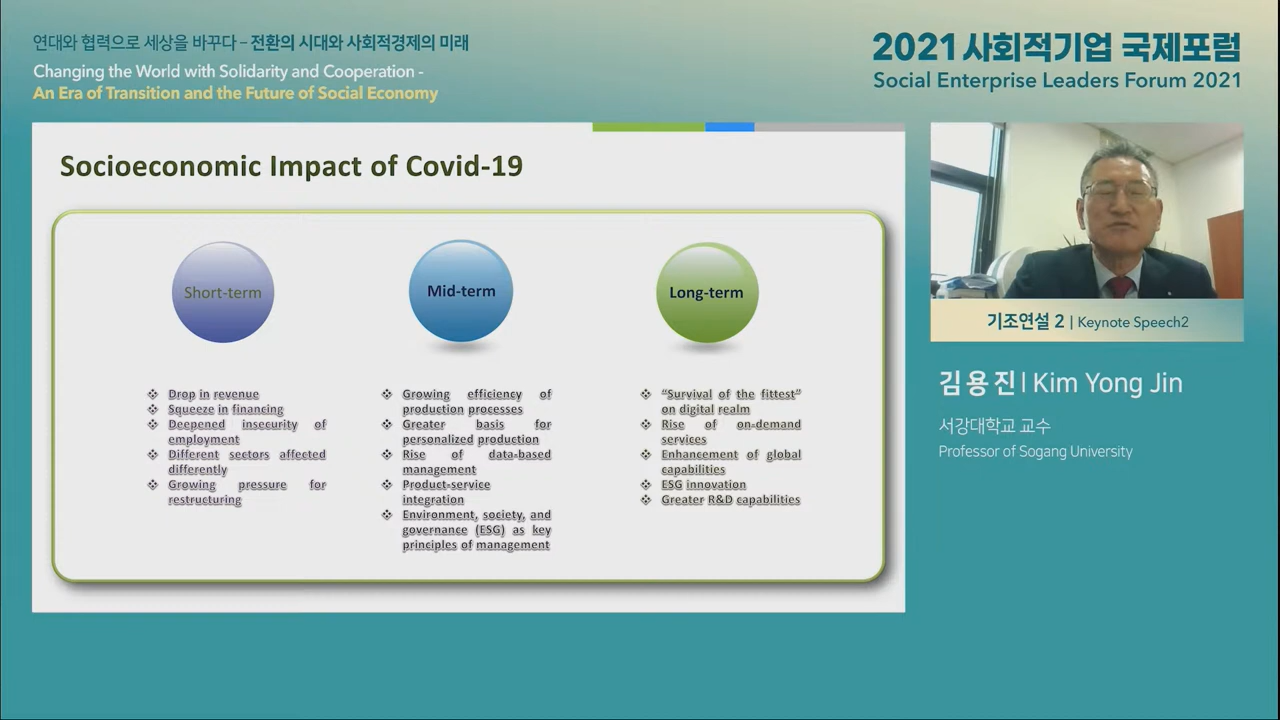 연대와 협력으로 세상을 바꾸다 – 전환의 시대와 사회적경제의 미래
Changing the World with Solidarity and Cooperation -
An Era of Transition and the Future of Social Economy
2021 사회적기업 국제포럼
Social Enterprise Leaders Forum 2021
Socioeconomic Impact of Covid-19
Short-term
❖ Drop in revenue
❖ Squeeze in financing
❖ Deepened insecurity of
employment
❖ Different sectors affected
differently
❖ Growing pressure for
restructuring
Mid-term
❖ Growing efficiency of
production processes
❖ Greater basis for
personalized production
❖ Rise of data-based
management
❖ Product-service
integration
❖ Environment, society, and
governance (ESG) as key
principles of management
Long-term
❖ “Survival of the fittest”
on digital realm
❖ Rise of on-demand
services
❖ Enhancement of global
capabilities
❖ ESG innovation
❖ Greater R&D capabilities
기조연설 2 | Keynote Speech2
김용진 | Kim Yong Jin
서강대학교 교수
Professor of Sogang University